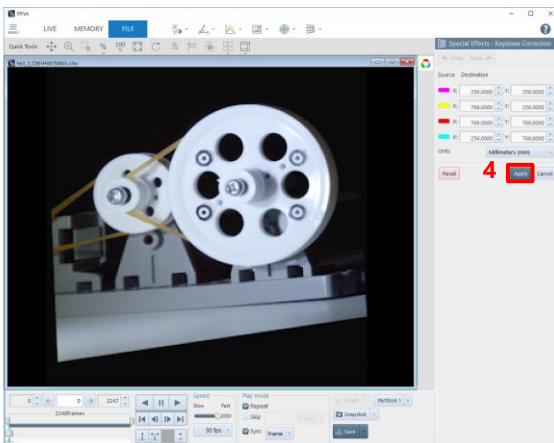 PFV4
LIVE MEMORY FILE
Quick Tools % 100
Special Effects - Keystone Correction
Source Destination
X: 256.0000 Y: 256.0000
X: 768.0000 Y: 256.0000
X: 768.0000 Y: 768.0000
X: 256.0000 Y: 768.0000
Units: Millimeters (mm)
Reset 4 Apply Cancel
0 0 2247
2248frames
Speed
Slow Fast
30 fps
Play mode
Repeat
Skip
Sync Frame
Graph Partition 1
Snapshot
Save